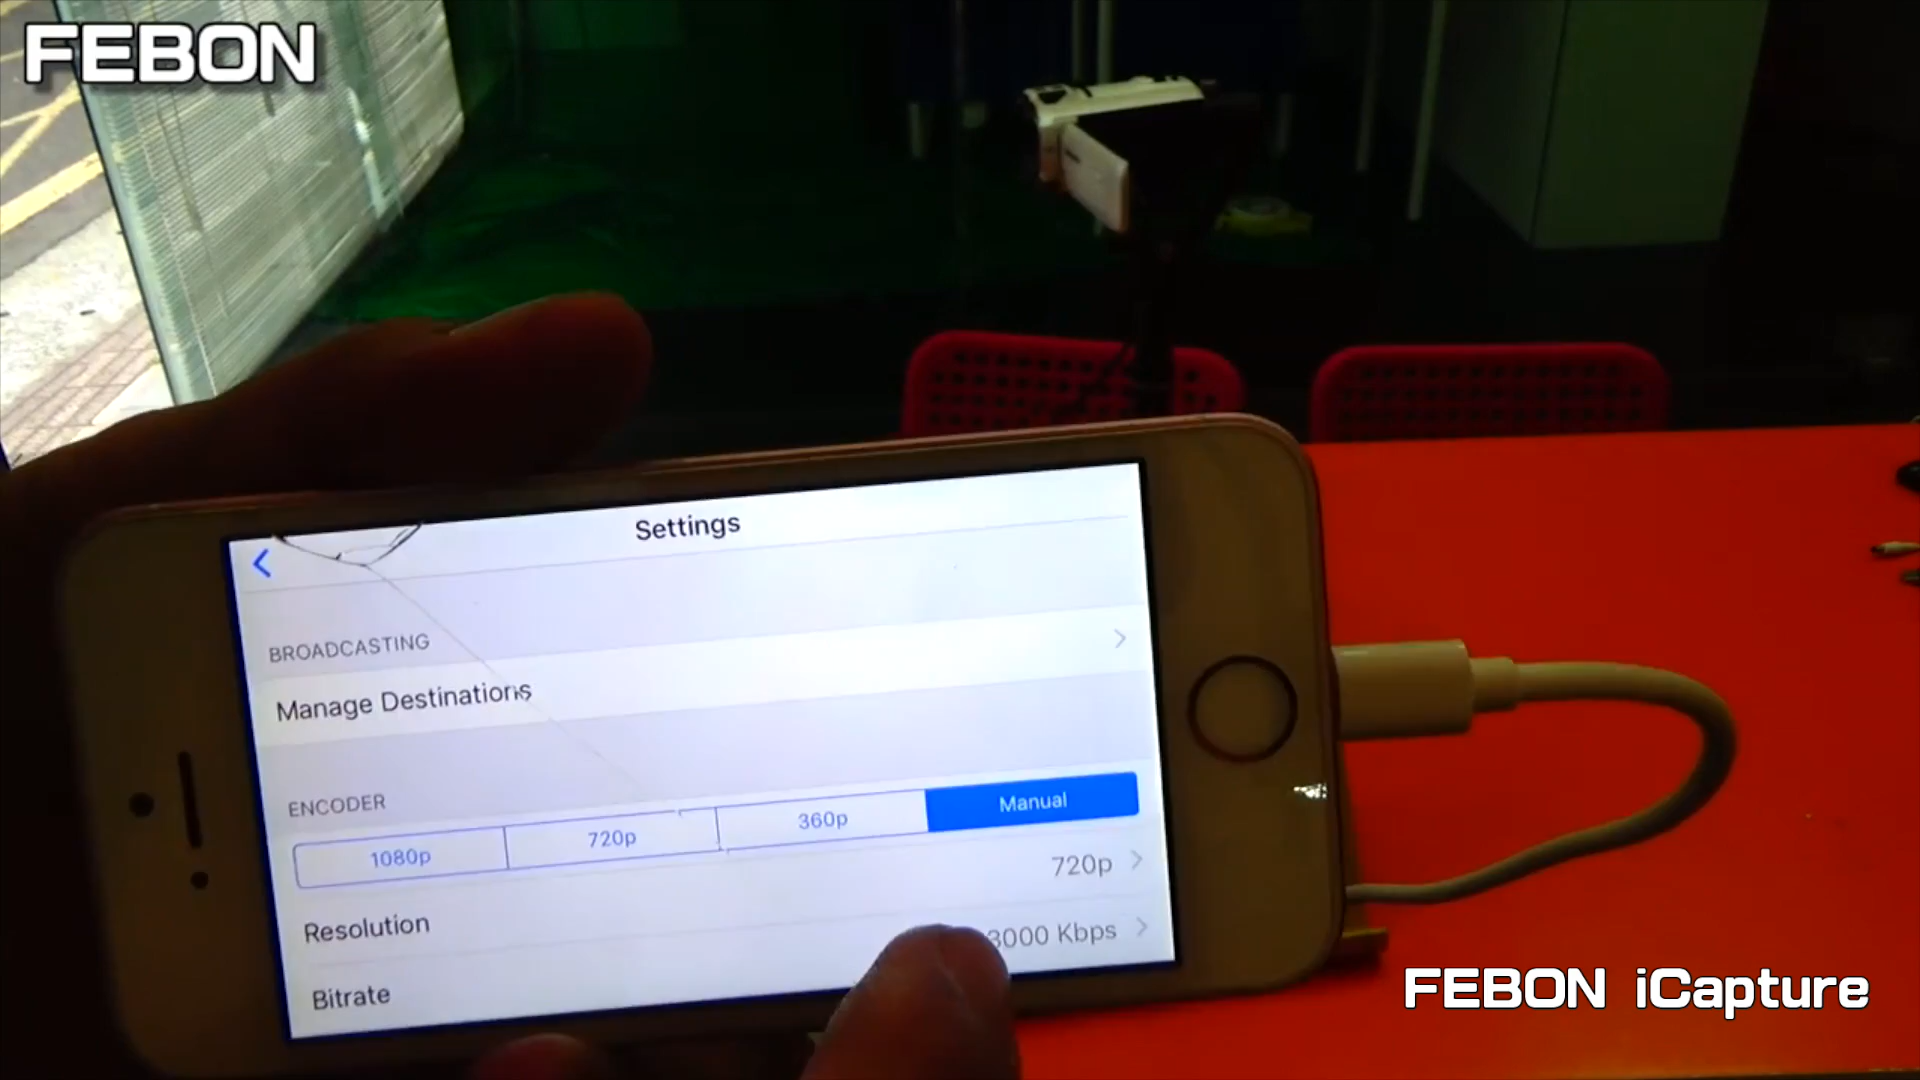 FEBON
Settings
BROADCASTING
Manage Destinations
ENCODER
1080p 720p 360p Manual
Resolution 720p
Bitrate 3000 Kbps
FEBON iCapture